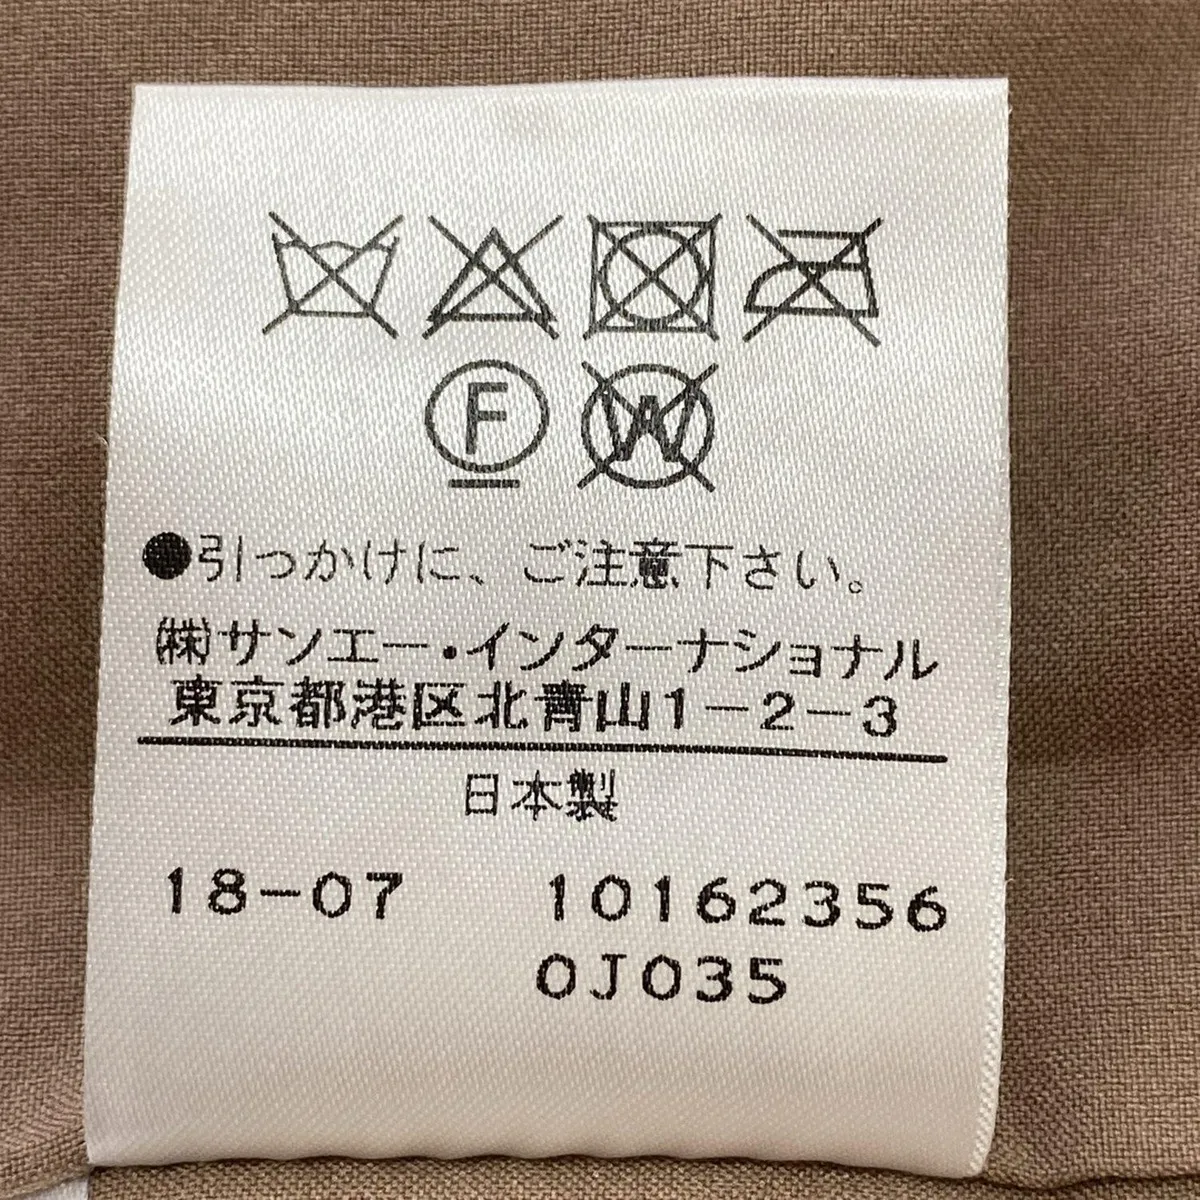 F W
●引っかけに、ご注意下さい。
㈱サンエー・インターナショナル
東京都港区北青山1-2-3
日本製
18-07 10162356
0J035